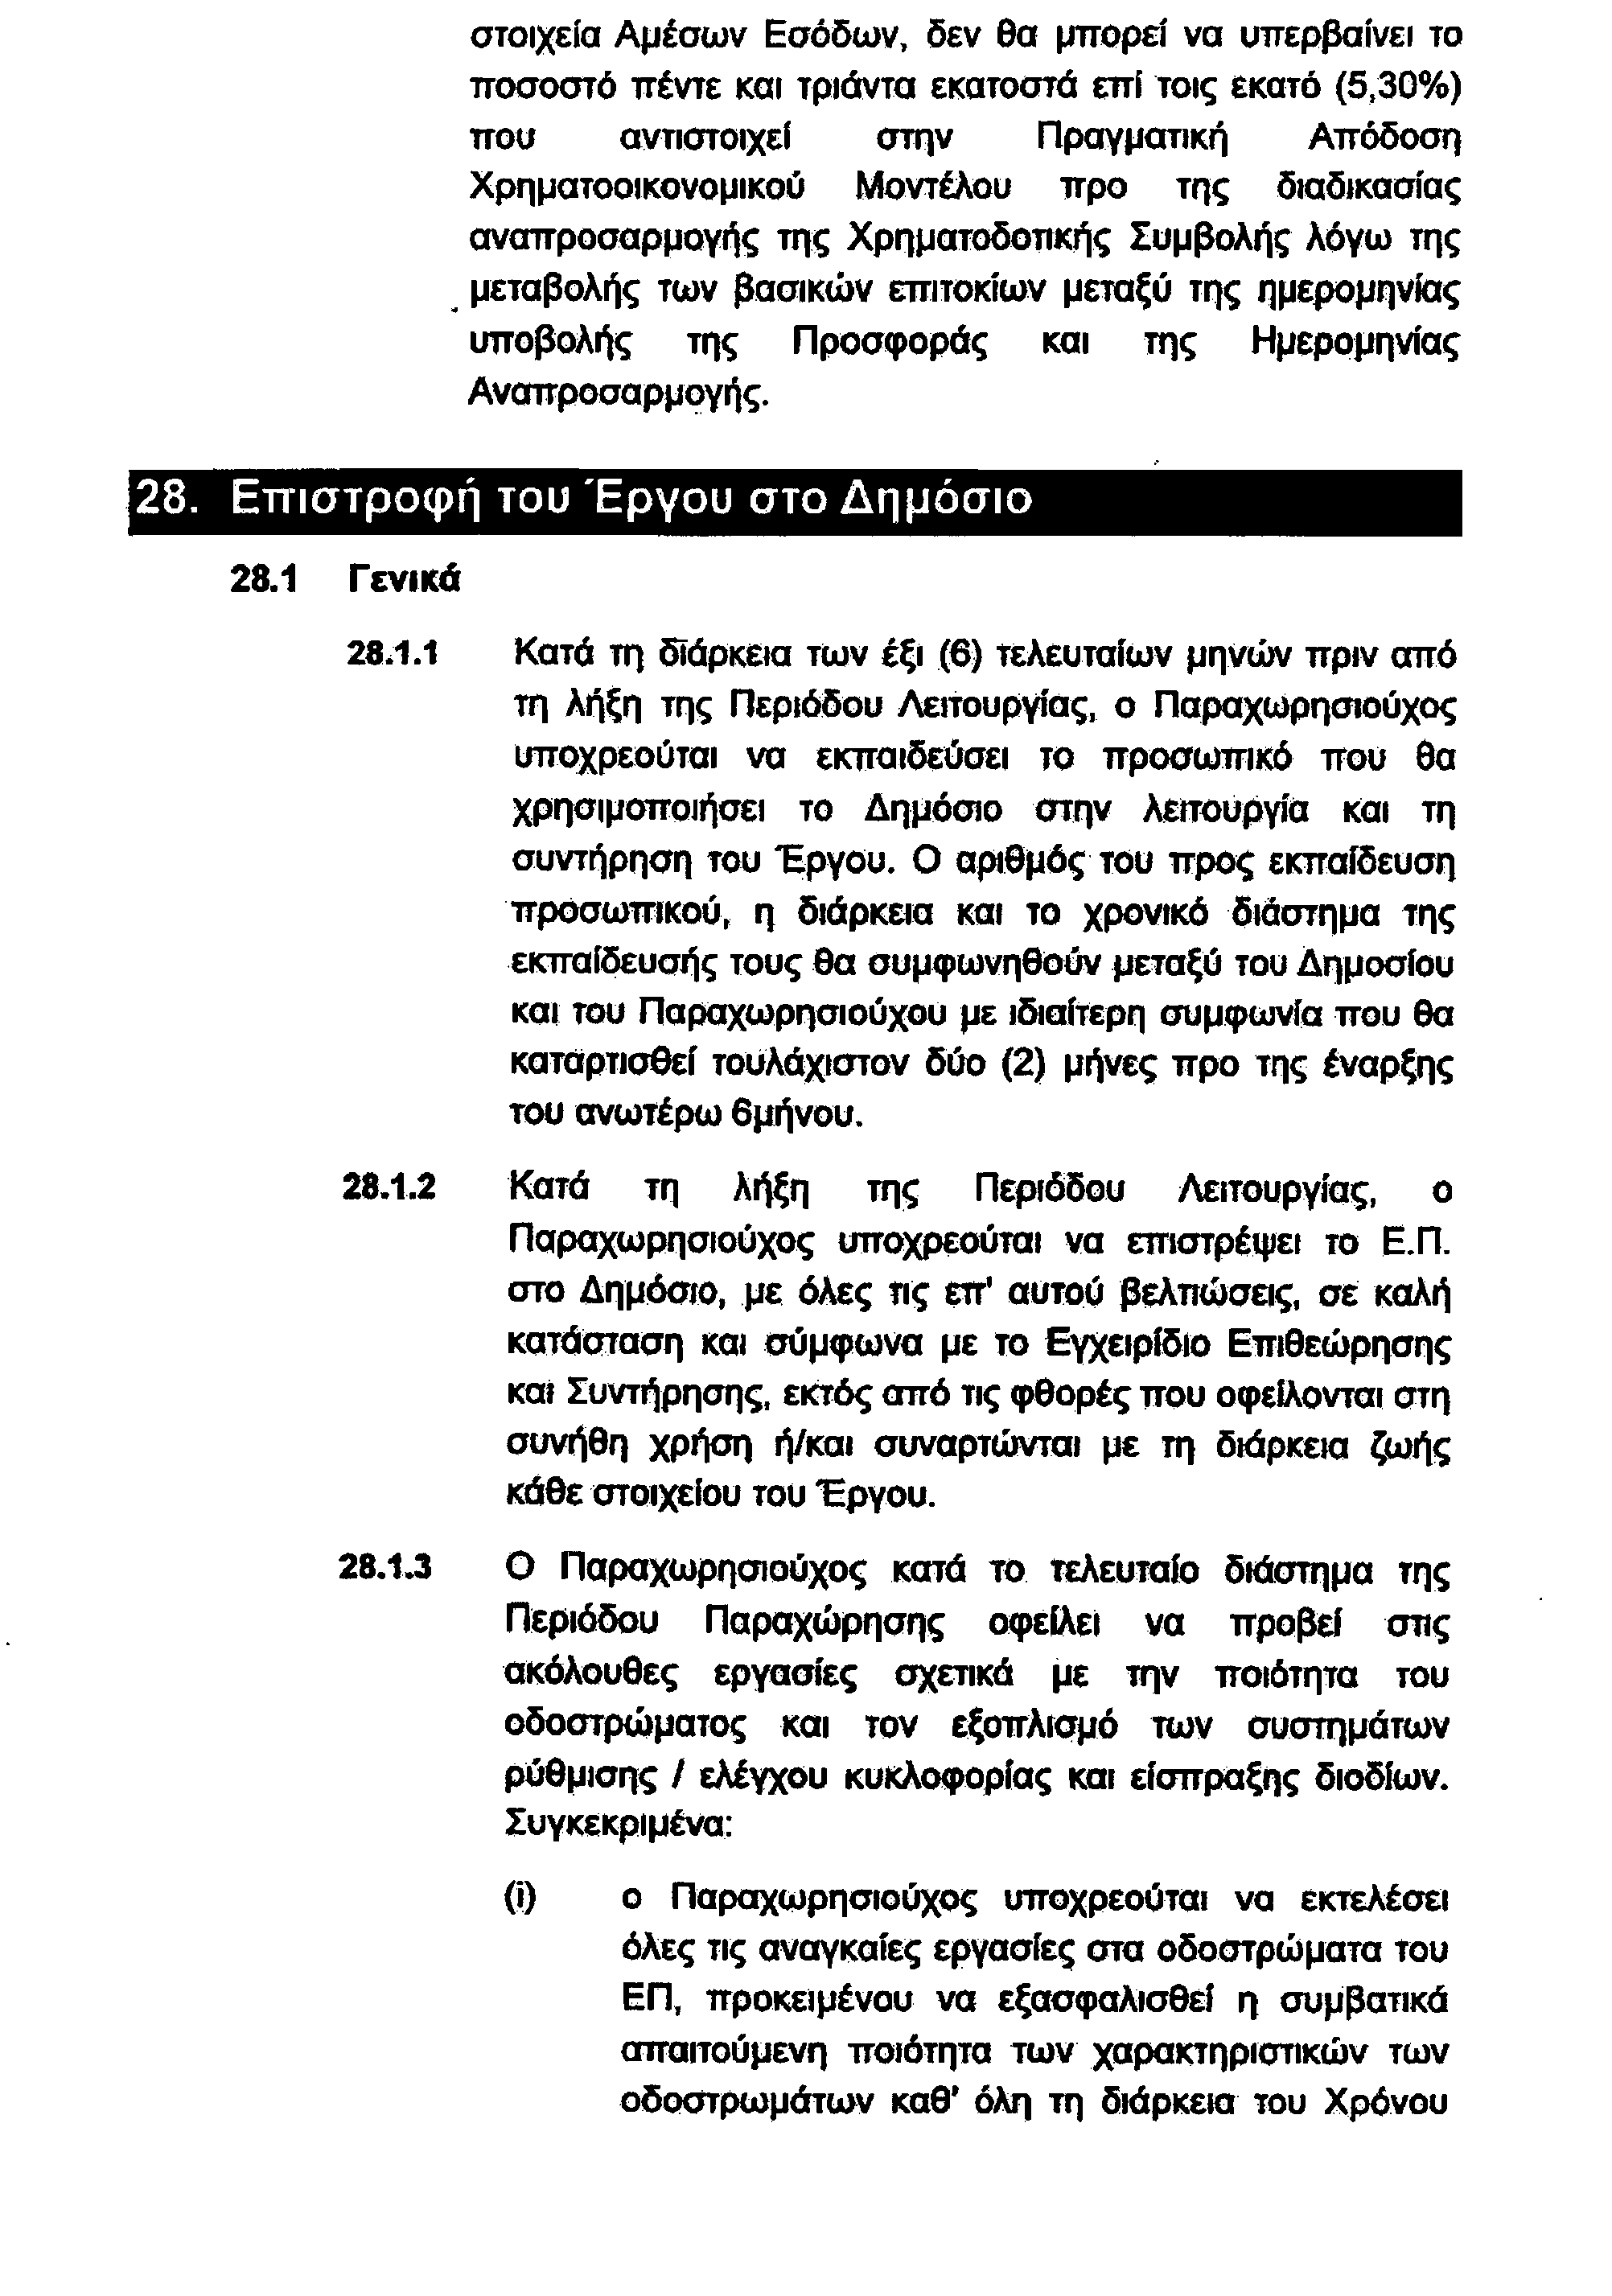 στοιχεία Αμέσων Εσόδων, δεν θα μπορεί να υπερβαίνει το
ποσοστό πέντε και τριάντα εκατοστά επί τοις εκατό (5,30%)
που αντιστοιχεί στην Πραγματική Απόδοση
Χρηματοοικονομικού Μοντέλου προ της διαδικασίας
αναπροσαρμογής της Χρηματοδοτικής Συμβολής λόγω της
μεταβολής των βασικών επιτοκίων μεταξύ της ημερομηνίας
υποβολής της Προσφοράς και της Ημερομηνίας
Αναπροσαρμογής.
28. Επιστροφή του Έργου στο Δημόσιο
28.1 Γενικά
28.1.1 Κατά τη διάρκεια των έξι (6) τελευταίων μηνών πριν από
τη λήξη της Περιόδου Λειτουργίας, ο Παραχωρησιούχος
υποχρεούται να εκπαιδεύσει το προσωπικό που θα
χρησιμοποιήσει το Δημόσιο στην λειτουργία και τη
συντήρηση του Έργου. Ο αριθμός του προς εκπαίδευση
προσωπικού, η διάρκεια και το χρονικό διάστημα της
εκπαίδευσής τους θα συμφωνηθούν μεταξύ του Δημοσίου
και του Παραχωρησιούχου με ιδιαίτερη συμφωνία που θα
καταρτισθεί τουλάχιστον δύο (2) μήνες προ της έναρξης
του ανωτέρω 6μήνου.
28.1.2 Κατά τη λήξη της Περιόδου Λειτουργίας, ο
Παραχωρησιούχος υποχρεούται να επιστρέψει το Ε.Π.
στο Δημόσιο, με όλες τις επ' αυτού βελτιώσεις, σε καλή
κατάσταση και σύμφωνα με το Εγχειρίδιο Επιθεώρησης
και Συντήρησης, εκτός από τις φθορές που οφείλονται στη
συνήθη χρήση ή/και συναρτώνται με τη διάρκεια ζωής
κάθε στοιχείου του Έργου.
28.1.3 Ο Παραχωρησιούχος κατά το τελευταίο διάστημα της
Περιόδου Παραχώρησης οφείλει να προβεί στις
ακόλουθες εργασίες σχετικά με την ποιότητα του
οδοστρώματος και τον εξοπλισμό των συστημάτων
ρύθμισης / ελέγχου κυκλοφορίας και είσπραξης διοδίων.
Συγκεκριμένα:
(i) ο Παραχωρησιούχος υποχρεούται να εκτελέσει
όλες τις αναγκαίες εργασίες στα οδοστρώματα του
ΕΠ, προκειμένου να εξασφαλισθεί η συμβατικά
απαιτούμενη ποιότητα των χαρακτηριστικών των
οδοστρωμάτων καθ' όλη τη διάρκεια του Χρόνου